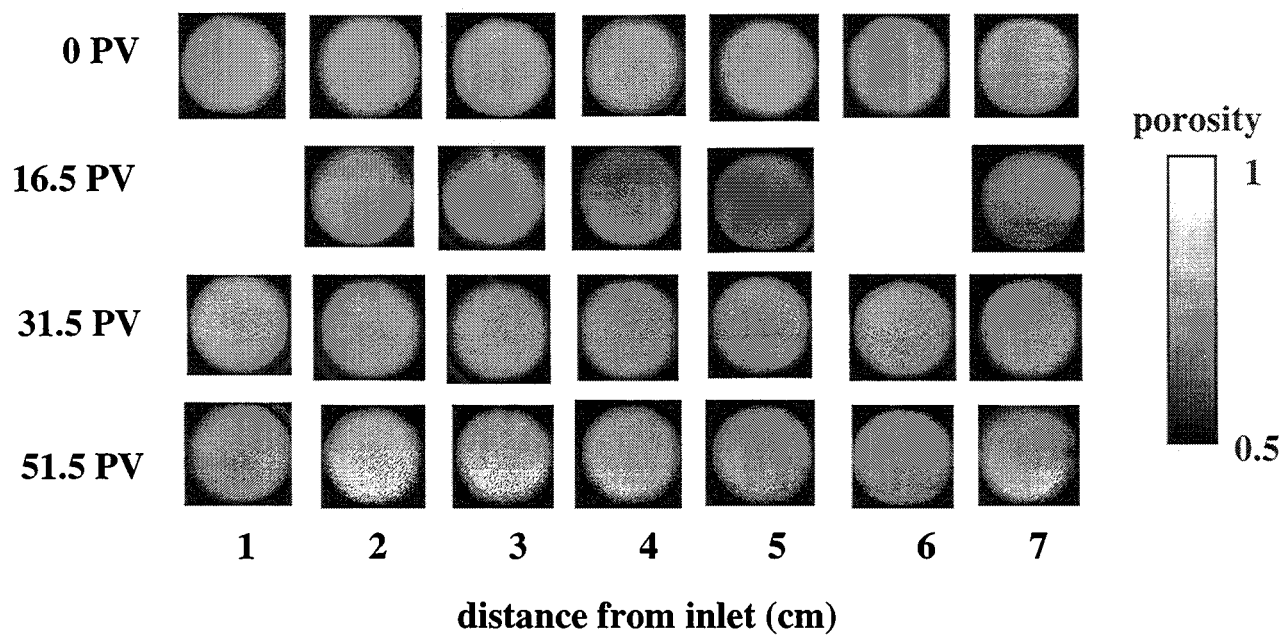 0 PV
porosity
1
16.5 PV
31.5 PV
0.5
51.5 PV
1 2 3 4 5 6 7
distance from inlet (cm)